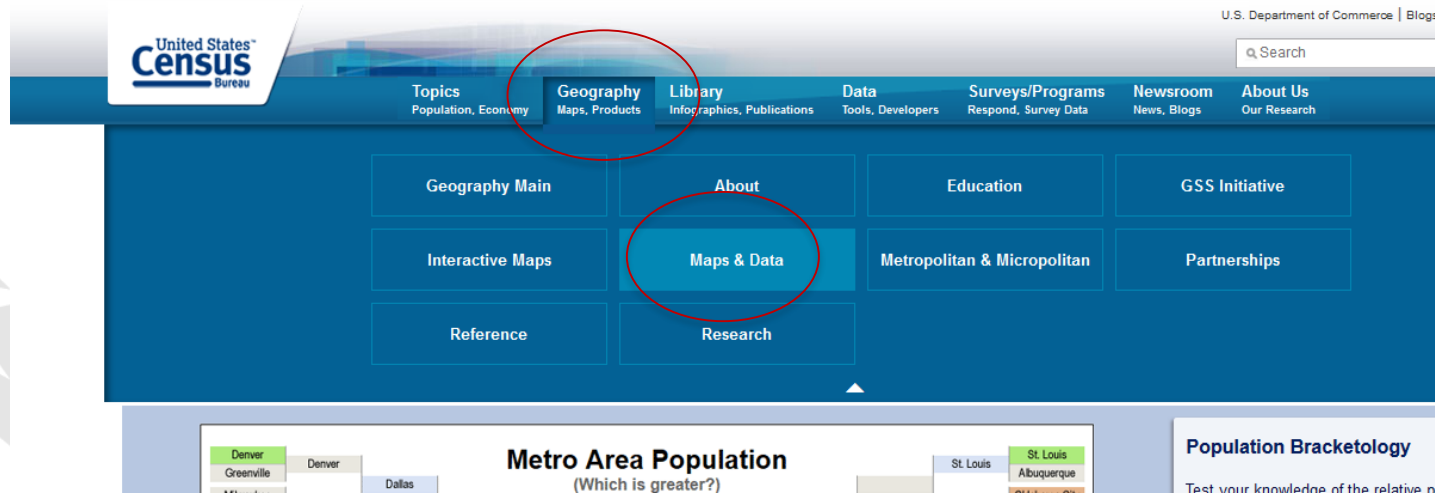 U.S. Department of Commerce | Blogs
United States™
Census
Bureau
Search
Topics
Population, Economy
Geography
Maps, Products
Library
Infographics, Publications
Data
Tools, Developers
Surveys/Programs
Respond, Survey Data
Newsroom
News, Blogs
About Us
Our Research
Geography Main
About
Education
GSS Initiative
Interactive Maps
Maps & Data
Metropolitan & Micropolitan
Partnerships
Reference
Research
Denver
Greenville
Denver
Dallas
Metro Area Population
(Which is greater?)
St. Louis
St. Louis
Albuquerque
Population Bracketology
Test your knowledge of the relative